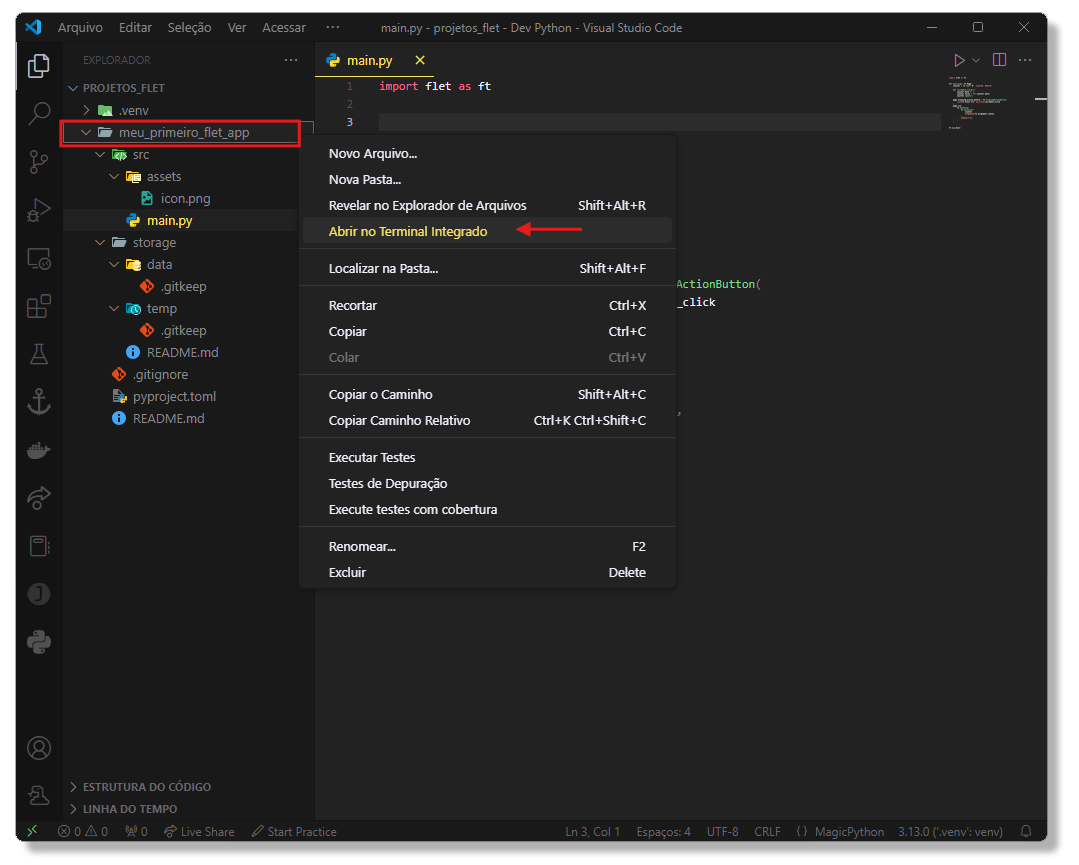 Arquivo Editar Seleção Ver Acessar ··· main.py - projetos_flet - Dev Python - Visual Studio Code
EXPLORADOR ···
PROJETOS_FLET
.venv
meu_primeiro_flet_app
src
assets
icon.png
main.py
storage
data
.gitkeep
temp
.gitkeep
README.md
.gitignore
pyproject.toml
README.md
ESTRUTURA DO CÓDIGO
LINHA DO TEMPO
main.py
1 import flet as ft
2
3
ActionButton(
_click
,
Novo Arquivo...
Nova Pasta...
Revelar no Explorador de Arquivos Shift+Alt+R
Abrir no Terminal Integrado
Localizar na Pasta... Shift+Alt+F
Recortar Ctrl+X
Copiar Ctrl+C
Colar Ctrl+V
Copiar o Caminho Shift+Alt+C
Copiar Caminho Relativo Ctrl+K Ctrl+Shift+C
Executar Testes
Testes de Depuração
Execute testes com cobertura
Renomear... F2
Excluir Delete
0 0 0 Live Share Start Practice Ln 3, Col 1 Espaços: 4 UTF-8 CRLF {} MagicPython 3.13.0 ('.venv': venv)